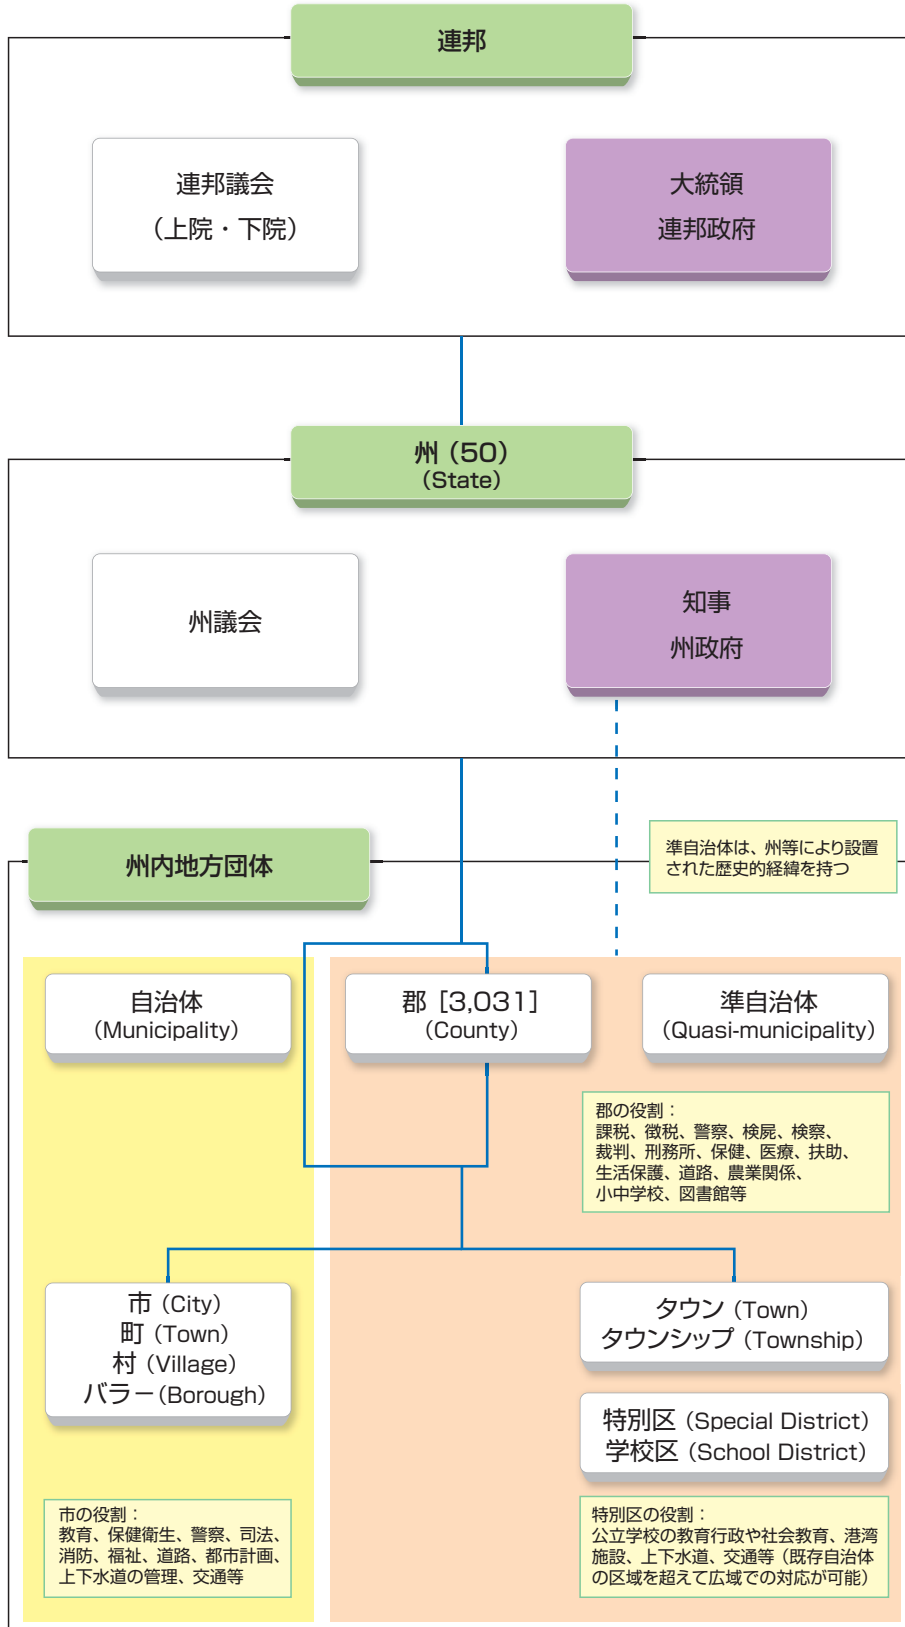 連邦
連邦議会
（上院・下院）
大統領
連邦政府
州（50）
（State）
州議会
知事
州政府
州内地方団体
準自治体は、州等により設置
された歴史的経緯を持つ
自治体
（Municipality）
郡［3,031］
（County）
準自治体
（Quasi-municipality）
郡の役割：
課税、徴税、警察、検屍、検察、
裁判、刑務所、保健、医療、扶助、
生活保護、道路、農業関係、
小中学校、図書館等
市（City）
町（Town）
村（Village）
バラー（Borough）
タウン（Town）
タウンシップ（Township）
特別区（Special District）
学校区（School District）
市の役割：
教育、保健衛生、警察、司法、
消防、福祉、道路、都市計画、
上下水道の管理、交通等
特別区の役割：
公立学校の教育行政や社会教育、港湾
施設、上下水道、交通等（既存自治体
の区域を超えて広域での対応が可能）